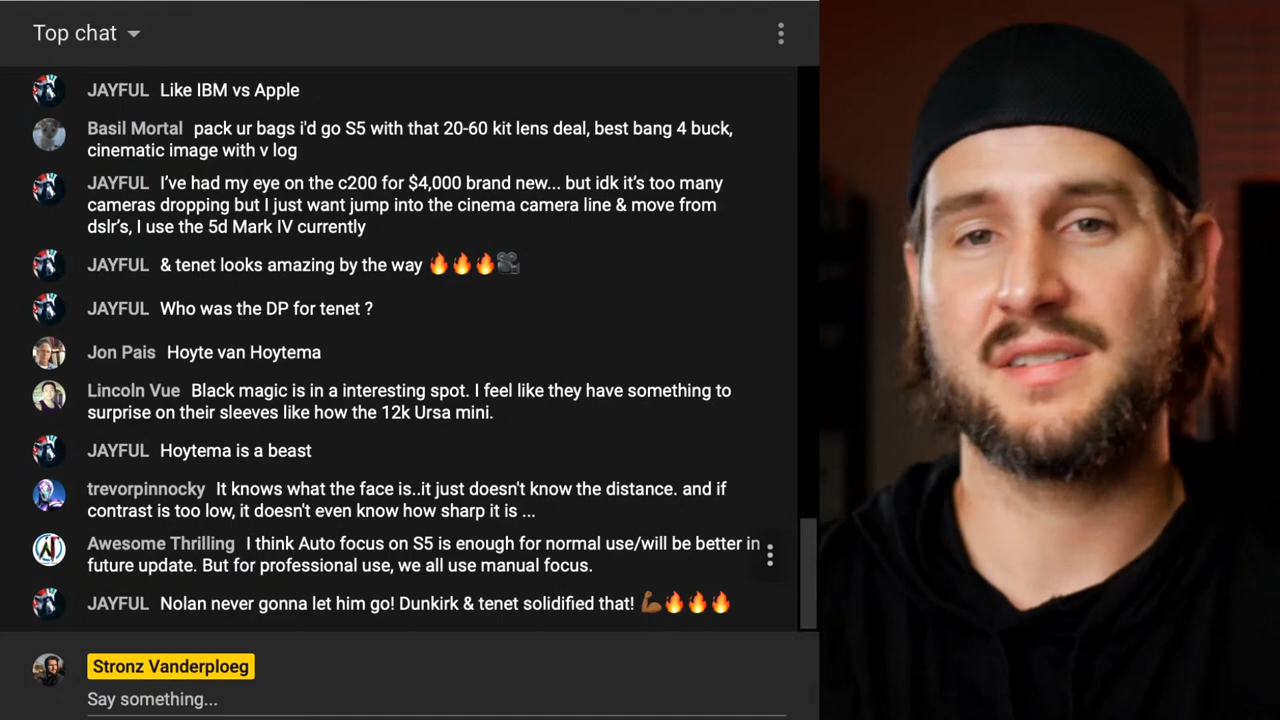 Top chat
JAYFUL Like IBM vs Apple
Basil Mortal pack ur bags i'd go S5 with that 20-60 kit lens deal, best bang 4 buck,
cinematic image with v log
JAYFUL I've had my eye on the c200 for $4,000 brand new... but idk it's too many
cameras dropping but I just want jump into the cinema camera line & move from
dslr's, I use the 5d Mark IV currently
JAYFUL & tenet looks amazing by the way 🔥🔥🔥🎥
JAYFUL Who was the DP for tenet ?
Jon Pais Hoyte van Hoytema
Lincoln Vue Black magic is in a interesting spot. I feel like they have something to
surprise on their sleeves like how the 12k Ursa mini.
JAYFUL Hoytema is a beast
trevorpinnocky It knows what the face is..it just doesn't know the distance. and if
contrast is too low, it doesn't even know how sharp it is ...
Awesome Thrilling I think Auto focus on S5 is enough for normal use/will be better in
future update. But for professional use, we all use manual focus.
JAYFUL Nolan never gonna let him go! Dunkirk & tenet solidified that! 💪🏾🔥🔥🔥
Stronz Vanderploeg
Say something...